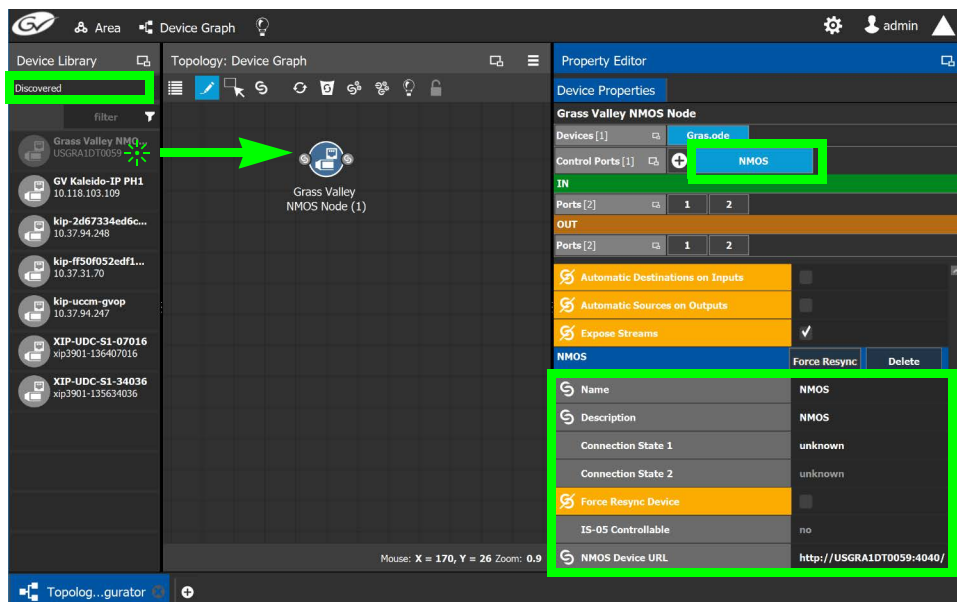 GV Area Device Graph admin
Device Library
Discovered
filter
Grass Valley NMO...
USGRA1DT0059
GV Kaleido-IP PH1
10.118.103.109
kip-2d67334ed6c...
10.37.94.248
kip-ff50f052edf1...
10.37.31.70
kip-uccm-gvop
10.37.94.247
XIP-UDC-S1-07016
xip3901-136407016
XIP-UDC-S1-34036
xip3901-135634036
Topology: Device Graph
Grass Valley
NMOS Node (1)
Mouse: X = 170, Y = 26 Zoom: 0.9
Property Editor
Device Properties
Grass Valley NMOS Node
Devices [1] Gras.ode
Control Ports [1] NMOS
IN
Ports [2] 1 2
OUT
Ports [2] 1 2
Automatic Destinations on Inputs
Automatic Sources on Outputs
Expose Streams
NMOS Force Resync Delete
Name NMOS
Description NMOS
Connection State 1 unknown
Connection State 2 unknown
Force Resync Device
IS-05 Controllable no
NMOS Device URL http://USGRA1DT0059:4040/
Topolog...gurator